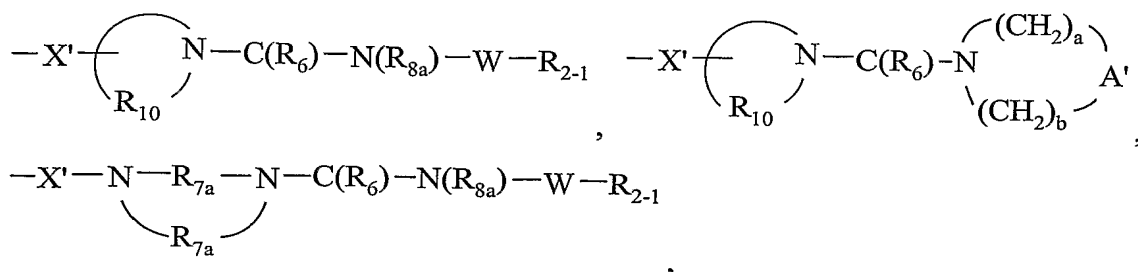 —X'— N—C(R₆)—N(R₈ₐ)—W—R₂₋₁ —X'— N—C(R₆)-N (CH₂)ₐ A'
R₁₀ , R₁₀ (CH₂)b ,
—X'—N—R₇ₐ—N—C(R₆)—N(R₈ₐ)—W—R₂₋₁
R₇ₐ ,